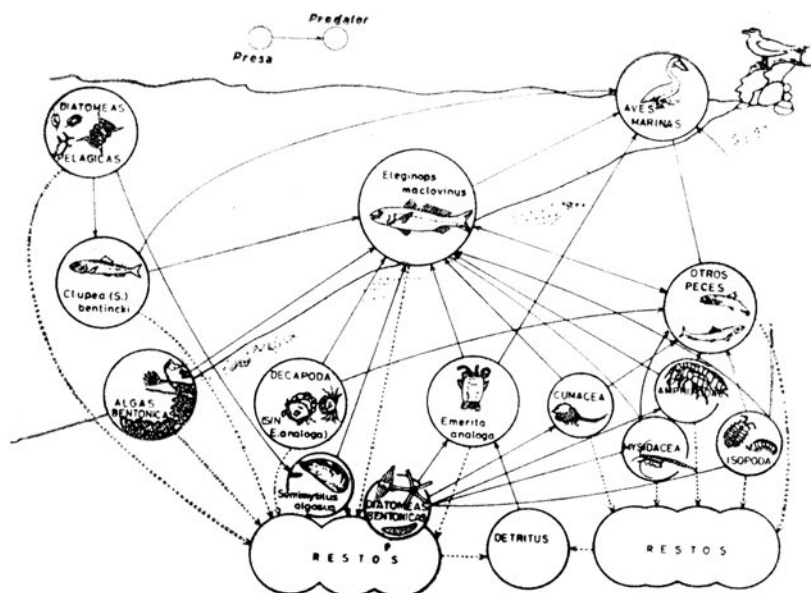 Predator
Presa
DIATOMEAS
PELAGICAS
AVES
MARINAS
Eleginops
maclovinus
Clupea (S.)
bentincki
OTROS
PECES
ALGAS
BENTONICAS
DECAPODA
(SIN
E. analoga)
Emerita
analoga
CUMACEA
MYSIDACEA
ISOPODA
Semimytilus
algosus
DIATOMEAS
BENTONICAS
RESTOS
DETRITUS
RESTOS